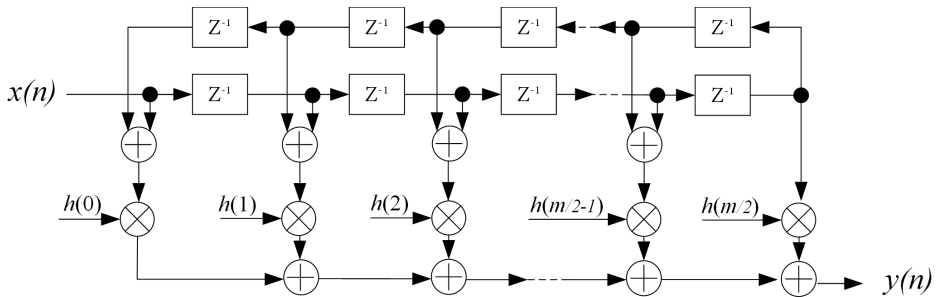 Z⁻¹ Z⁻¹ Z⁻¹ Z⁻¹
x(n) Z⁻¹ Z⁻¹ Z⁻¹ Z⁻¹
h(0) h(1) h(2) h(m/2-1) h(m/2)
y(n)